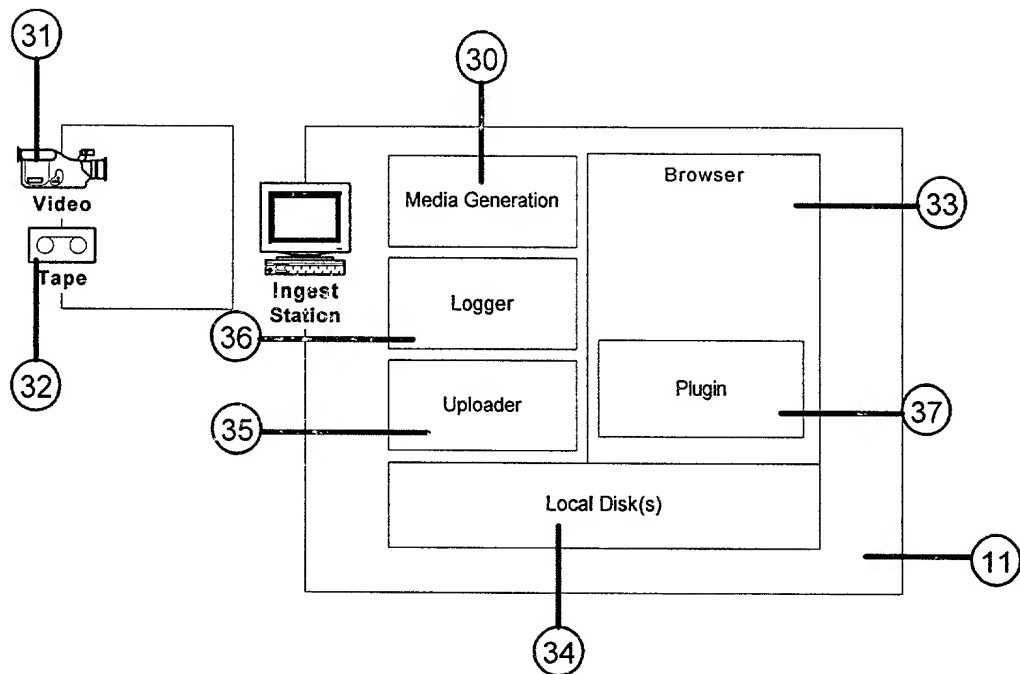 31
30
Video
Tape
32
Ingest
Station
Media Generation
Browser
33
Logger
36
Uploader
35
Plugin
37
Local Disk(s)
11
34